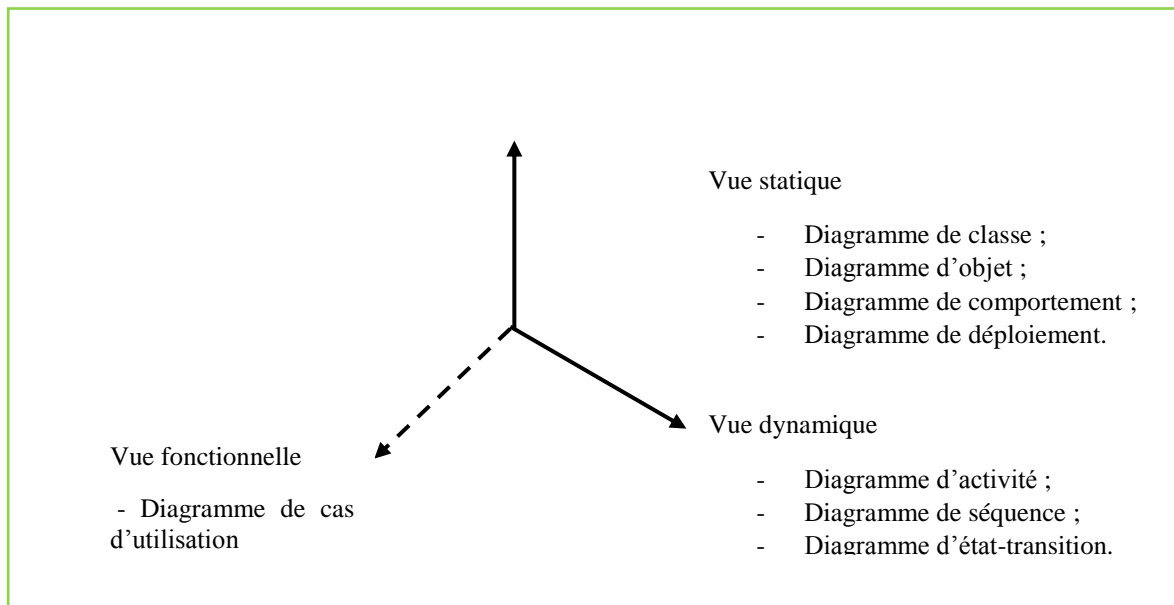 Vue statique
- Diagramme de classe ;
- Diagramme d’objet ;
- Diagramme de comportement ;
- Diagramme de déploiement.
Vue dynamique
- Diagramme d’activité ;
- Diagramme de séquence ;
- Diagramme d’état-transition.
Vue fonctionnelle
- Diagramme de cas
d’utilisation